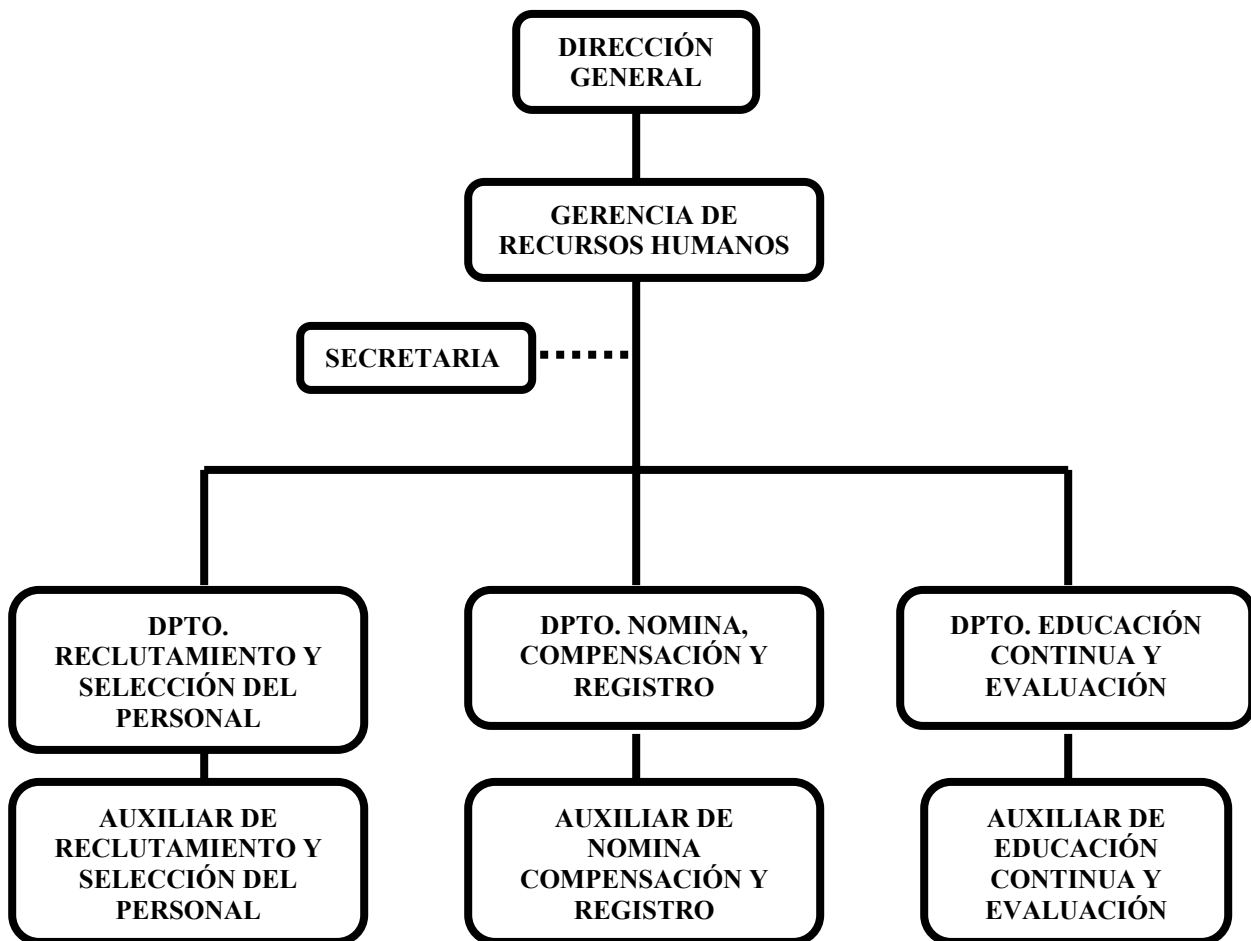 DIRECCIÓN
GENERAL
GERENCIA DE
RECURSOS HUMANOS
SECRETARIA
DPTO.
RECLUTAMIENTO Y
SELECCIÓN DEL
PERSONAL
DPTO. NOMINA,
COMPENSACIÓN Y
REGISTRO
DPTO. EDUCACIÓN
CONTINUA Y
EVALUACIÓN
AUXILIAR DE
RECLUTAMIENTO Y
SELECCIÓN DEL
PERSONAL
AUXILIAR DE
NOMINA
COMPENSACIÓN Y
REGISTRO
AUXILIAR DE
EDUCACIÓN
CONTINUA Y
EVALUACIÓN